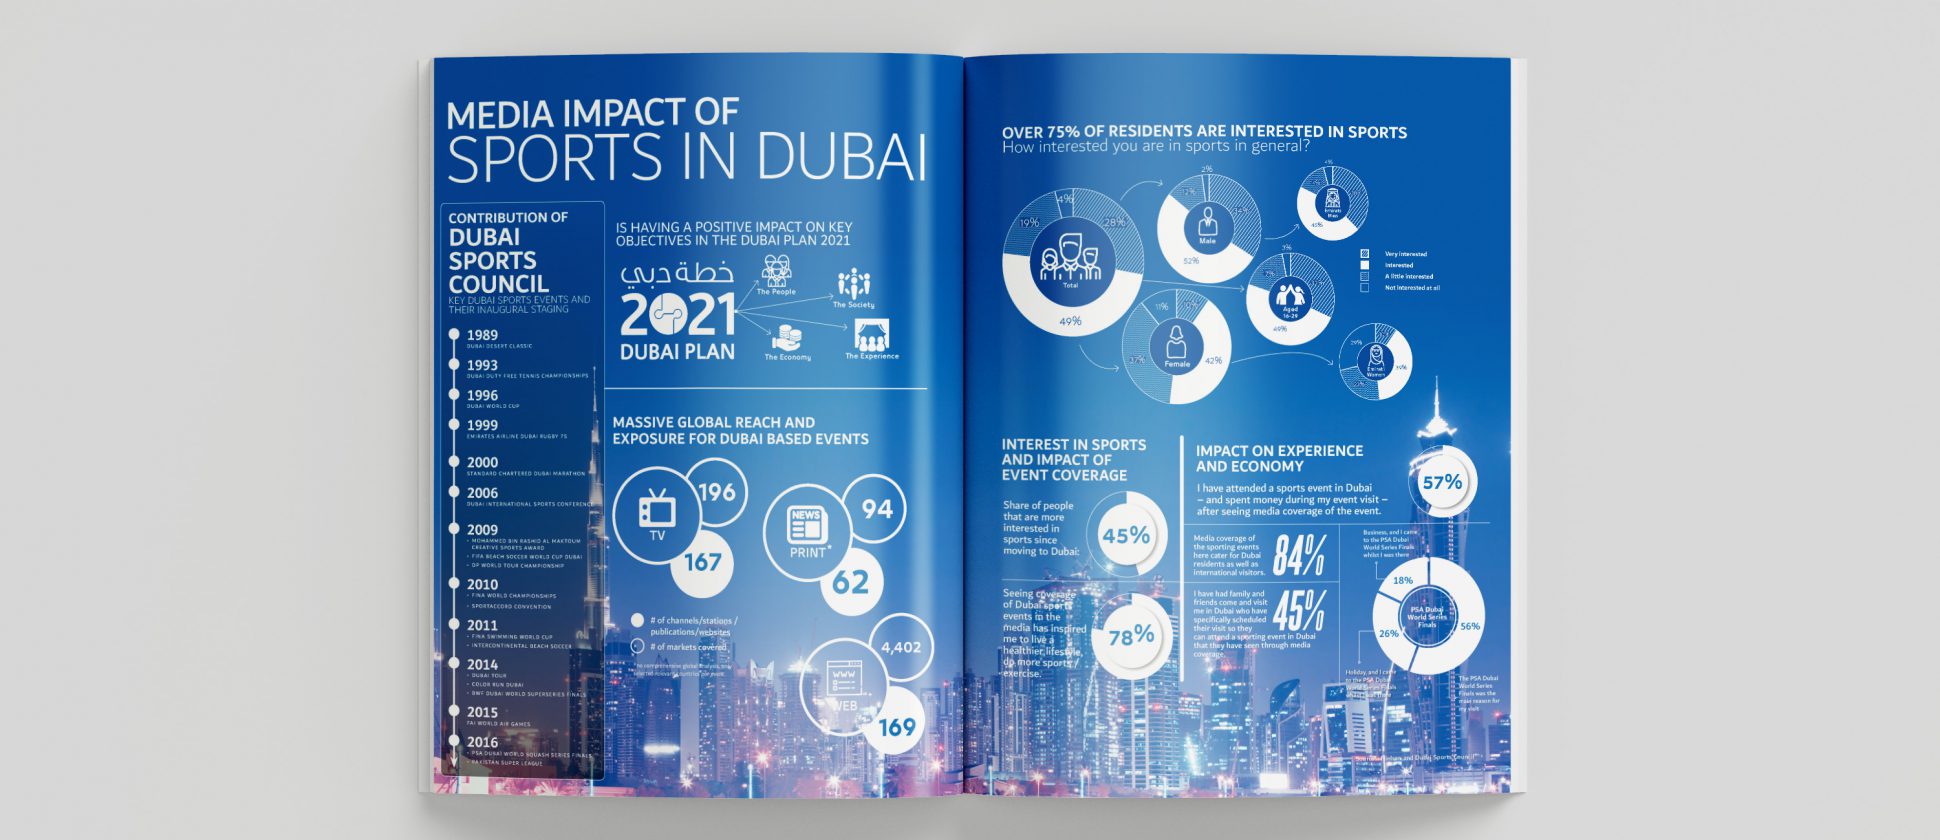 MEDIA IMPACT OF
SPORTS IN DUBAI
CONTRIBUTION OF
DUBAI
SPORTS
COUNCIL
KEY DUBAI SPORTS EVENTS AND
THEIR INAUGURAL STAGING
1989
DUBAI DESERT CLASSIC
1993
DUBAI DUTY FREE TENNIS CHAMPIONSHIPS
1996
DUBAI WORLD CUP
1999
EMIRATES AIRLINE DUBAI RUGBY 7S
2000
STANDARD CHARTERED DUBAI MARATHON
2006
DUBAI INTERNATIONAL SPORTS CONFERENCE
2009
• MOHAMMED BIN RASHID AL MAKTOUM
CREATIVE SPORTS AWARD
• FIFA BEACH SOCCER WORLD CUP DUBAI
• DP WORLD TOUR CHAMPIONSHIP
2010
• FINA WORLD CHAMPIONSHIPS
• SPORTACCORD CONVENTION
2011
• FINA SWIMMING WORLD CUP
• INTERCONTINENTAL BEACH SOCCER
2014
• DUBAI TOUR
• COLOR RUN DUBAI
• BWF DUBAI WORLD SUPERSERIES FINALS
2015
FAI WORLD AIR GAMES
2016
• PSA DUBAI WORLD SQUASH SERIES FINALS
• PAKISTAN SUPER LEAGUE
IS HAVING A POSITIVE IMPACT ON KEY
OBJECTIVES IN THE DUBAI PLAN 2021
خطة دبي
2021
DUBAI PLAN
The People
The Society
The Economy
The Experience
MASSIVE GLOBAL REACH AND
EXPOSURE FOR DUBAI BASED EVENTS
TV
196
167
NEWS
PRINT*
94
62
WWW
WEB
4,402
169
# of channels/stations /
publications/websites
# of markets covered
OVER 75% OF RESIDENTS ARE INTERESTED IN SPORTS
How interested you are in sports in general?
4%
19%
28%
Total
49%
2%
12%
34%
Male
52%
4%
Emirati
Men
45%
3%
Aged
16-29
49%
11%
10%
Female
37%
42%
29%
Emirati
Women
39%
Very interested
Interested
A little interested
Not interested at all
INTEREST IN SPORTS
AND IMPACT OF
EVENT COVERAGE
Share of people
that are more
interested in
sports since
moving to Dubai:
45%
Seeing coverage
of Dubai sports
events in the
media has inspired
me to live a
healthier lifestyle,
do more sports /
exercise.
78%
IMPACT ON EXPERIENCE
AND ECONOMY
I have attended a sports event in Dubai
– and spent money during my event visit –
after seeing media coverage of the event.
57%
Media coverage of
the sporting events
here cater for Dubai
residents as well as
international visitors.
84%
I have had family and
friends come and visit
me in Dubai who have
specifically scheduled
their visit so they
can attend a sporting event in Dubai
that they have seen through media
coverage.
45%
Business, and I came
to the PSA Dubai
World Series Finals
whilst I was there
18%
26%
56%
PSA Dubai
World Series
Finals
Holiday, and I came
to the PSA Dubai
World Series Finals
The PSA Dubai
World Series
Finals was the
main reason for
my visit